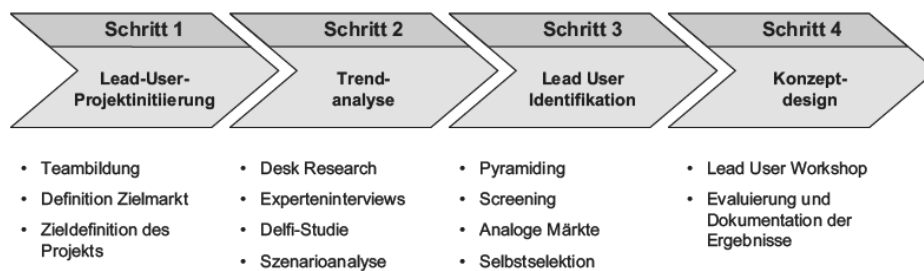 Schritt 1
Schritt 2
Schritt 3
Schritt 4
Lead-User-
Projektinitiierung
Trend-
analyse
Lead User
Identifikation
Konzept-
design
• Teambildung
• Definition Zielmarkt
• Zieldefinition des
Projekts
• Desk Research
• Experteninterviews
• Delfi-Studie
• Szenarioanalyse
• Pyramiding
• Screening
• Analoge Märkte
• Selbstselektion
• Lead User Workshop
• Evaluierung und
Dokumentation der
Ergebnisse